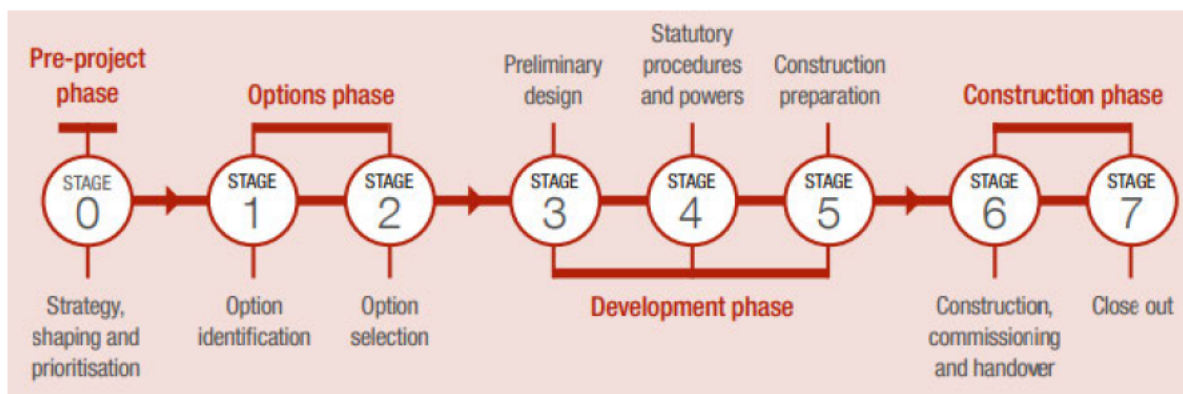 Pre-project
phase
Options phase
Preliminary
design
Statutory
procedures
and powers
Construction
preparation
Construction phase
STAGE
0
STAGE
1
STAGE
2
STAGE
3
STAGE
4
STAGE
5
STAGE
6
STAGE
7
Strategy,
shaping and
prioritisation
Option
identification
Option
selection
Development phase
Construction,
commissioning
and handover
Close out